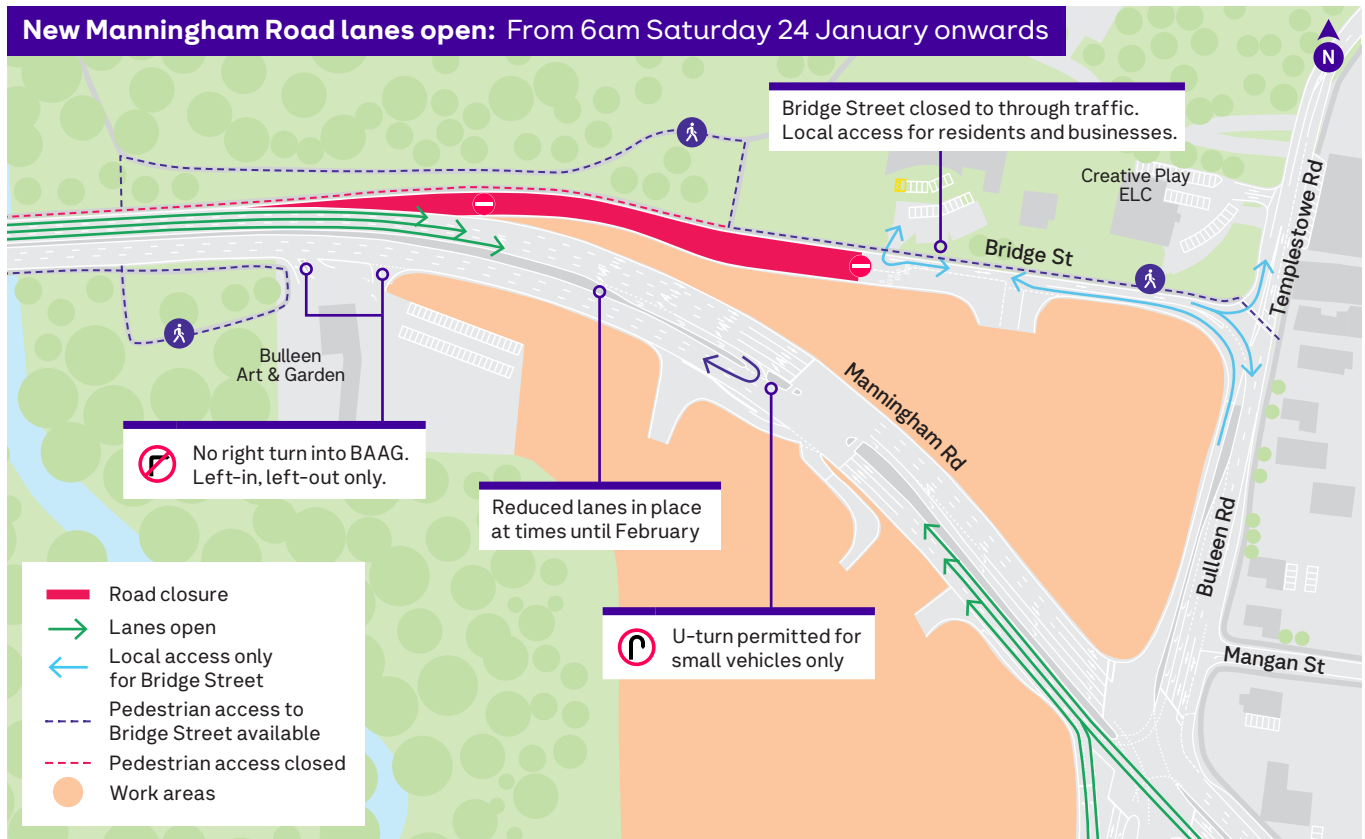 New Manningham Road lanes open: From 6am Saturday 24 January onwards
N
Bridge Street closed to through traffic.
Local access for residents and businesses.
Creative Play
ELC
Templestowe Rd
Bridge St
Bulleen
Art & Garden
Manningham Rd
No right turn into BAAG.
Left-in, left-out only.
Reduced lanes in place
at times until February
Bulleen Rd
U-turn permitted for
small vehicles only
Mangan St
Road closure
Lanes open
Local access only
for Bridge Street
Pedestrian access to
Bridge Street available
Pedestrian access closed
Work areas